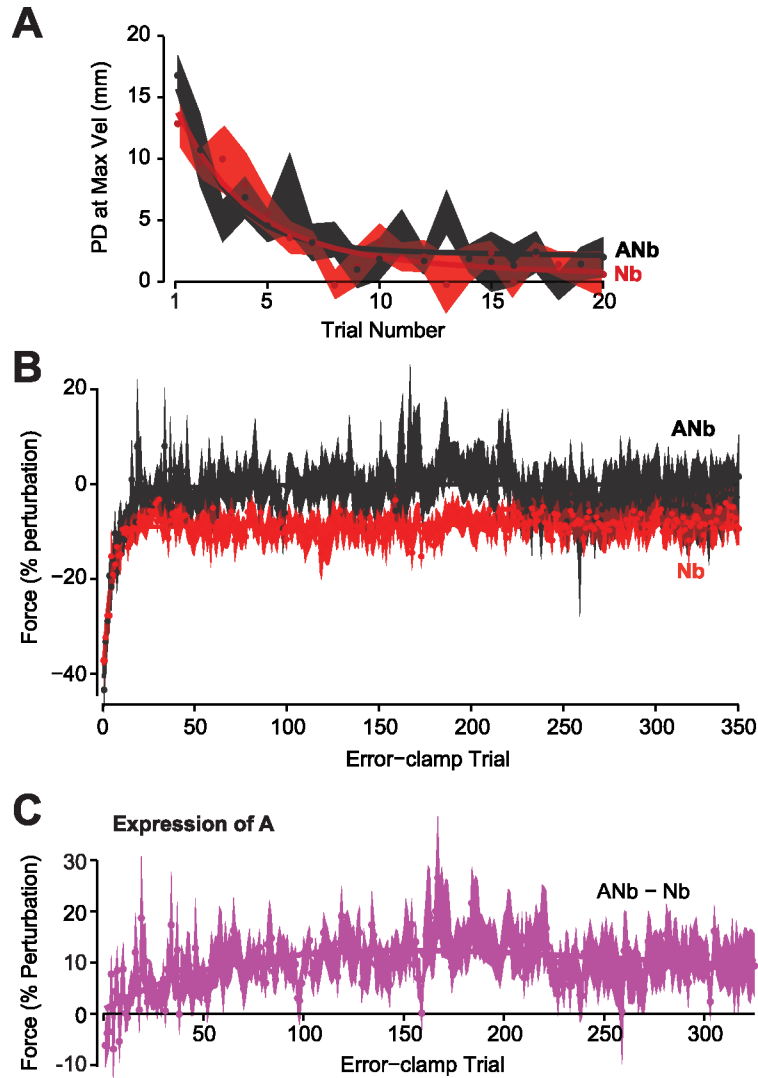 A
PD at Max Vel (mm)
20
15
10
5
0
1
5
10
15
20
ANb
Nb
Trial Number
B
Force (% perturbation)
20
0
−20
−40
ANb
Nb
0
50
100
150
200
250
300
350
Error−clamp Trial
C
Expression of A
Force (% Perturbation)
30
20
10
0
-10
ANb − Nb
50
100
150
200
250
300
Error−clamp Trial